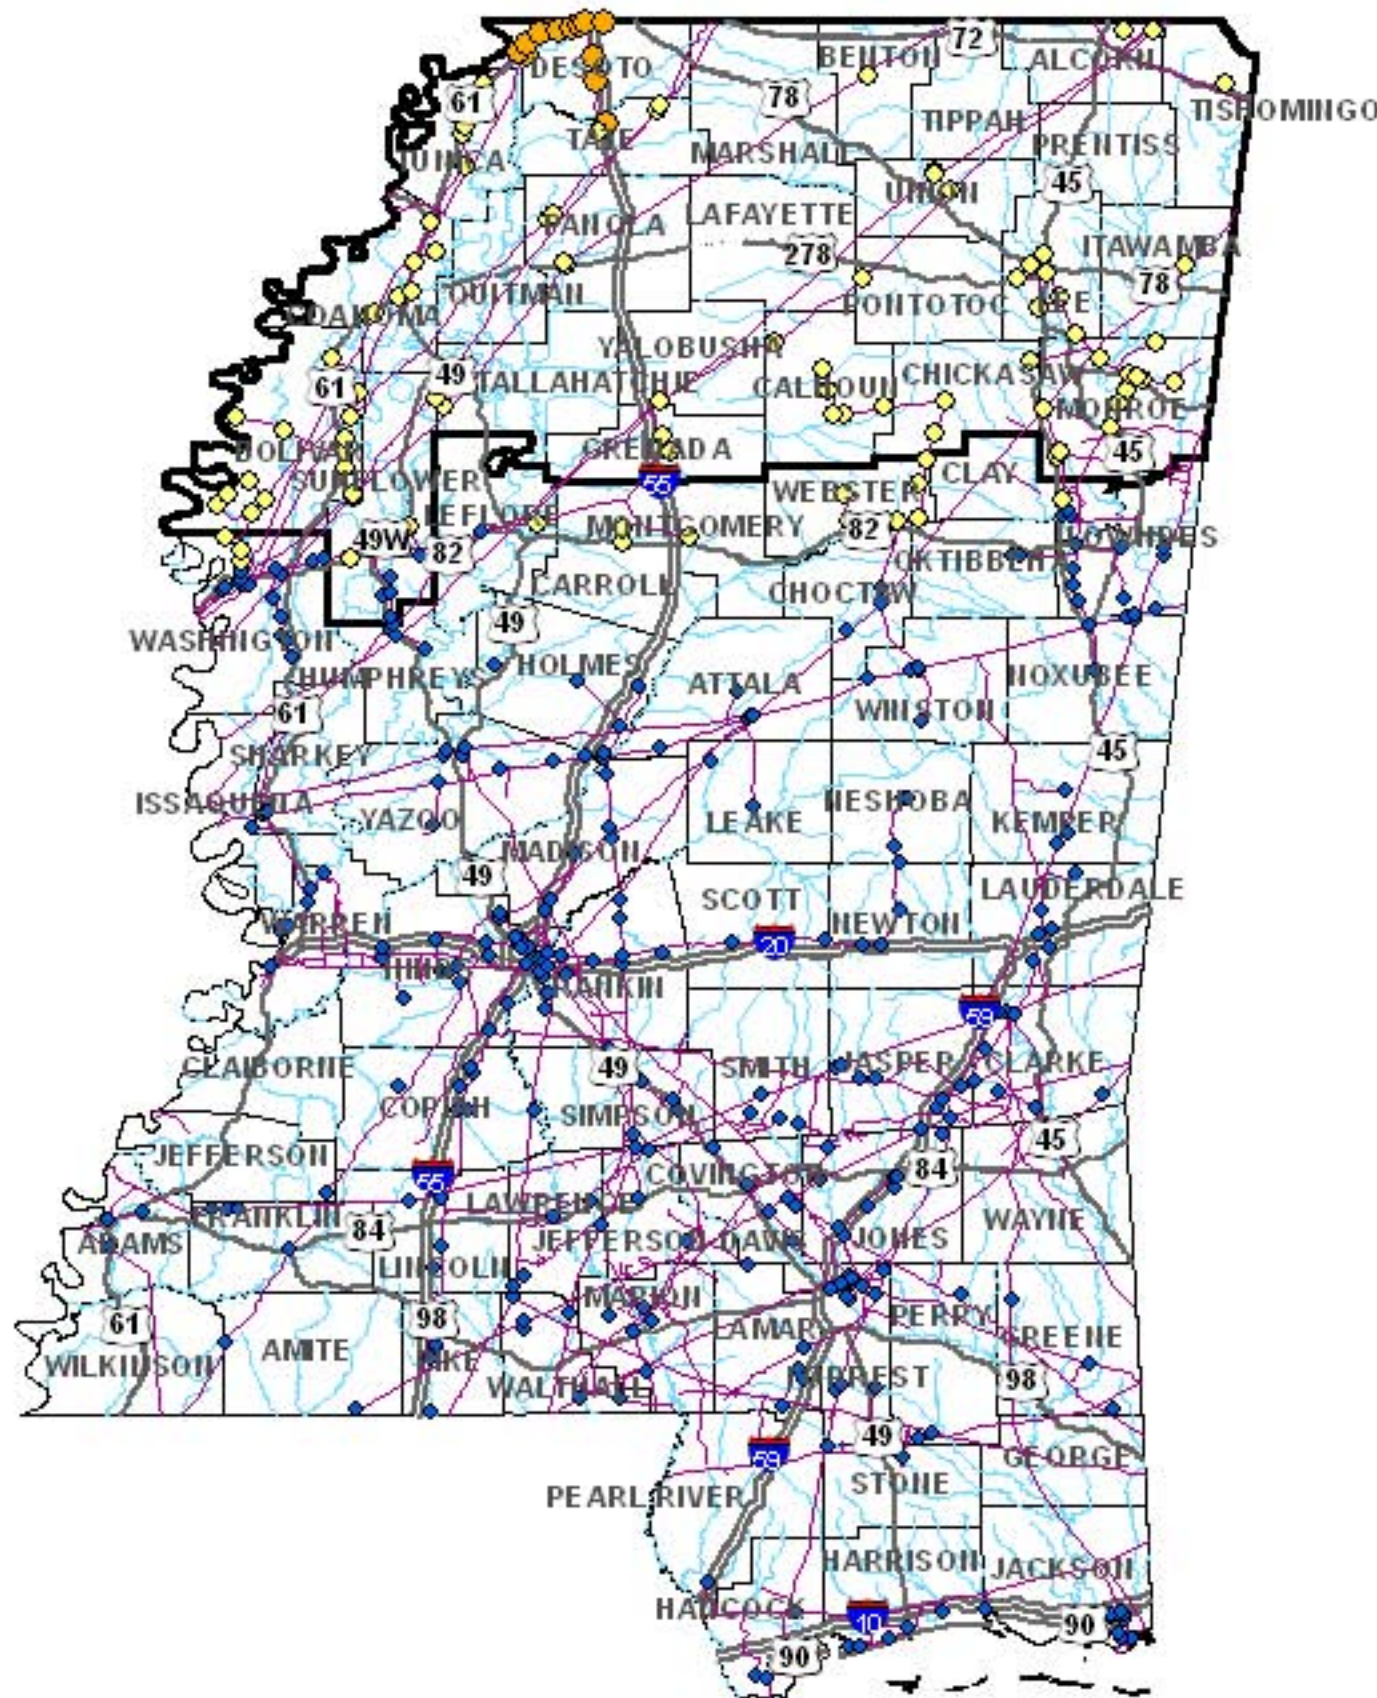 72
BENTON
ALCORN
DESOTO
61
78
TISHOMINGO
TIPPAH
TATE
PRENTISS
MARSHALL
TUNICA
45
UNION
LAFAYETTE
PANOLA
ITAWAMBA
278
78
QUITMAN
PONTOTOC
LEE
COAHOMA
YALOBUSHA
49
CHICKASAW
TALLAHATCHIE
61
CALHOUN
MONROE
GRENADA
45
BOLIVAR
CLAY
SUNFLOWER
55
WEBSTER
LEFLORE
MONTGOMERY
82
LOWNDES
49W
82
OKTIBBEHA
CARROLL
CHOCTAW
49
WASHINGTON
HOLMES
NOXUBEE
HUMPHREYS
ATTALA
61
WINSTON
45
SHARKEY
ISSAQUENA
NESHOBA
YAZOO
LEAKE
KEMPER
MADISON
49
LAUDERDALE
SCOTT
WARREN
NEWTON
20
HINDS
RANKIN
59
CLAIBORNE
49
SMITH
JASPER
CLARKE
COPIAH
SIMPSON
45
JEFFERSON
84
55
COVINGTON
LAWRENCE
FRANKLIN
WAYNE
84
ADAMS
JEFFERSON DAVIS
JONES
LINCOLN
MARION
98
PERRY
61
LAMAR
GREENE
AMITE
PIKE
WILKINSON
FORREST
98
WALTHALL
49
59
GEORGE
STONE
PEARL RIVER
HARRISON
JACKSON
HANCOCK
10
90
90